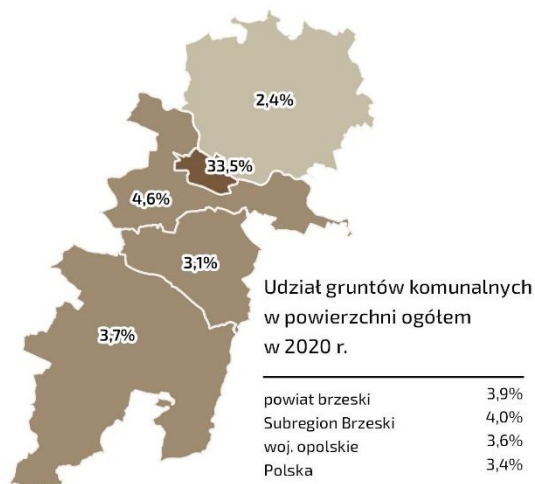 2,4%
33,5%
4,6%
3,1%
3,7%
Udział gruntów komunalnych
w powierzchni ogółem
w 2020 r.
powiat brzeski 3,9%
Subregion Brzeski 4,0%
woj. opolskie 3,6%
Polska 3,4%